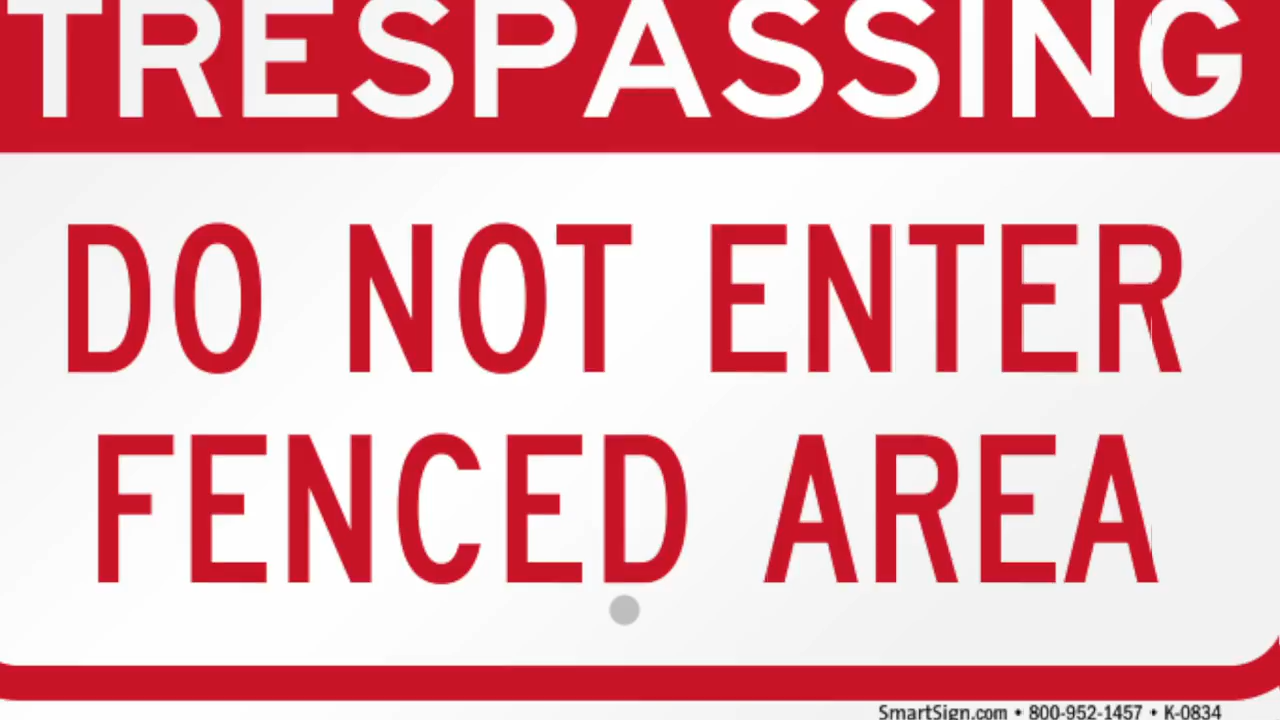 TRESPASSING
DO NOT ENTER
FENCED AREA
SmartSign.com • 800-952-1457 • K-0834